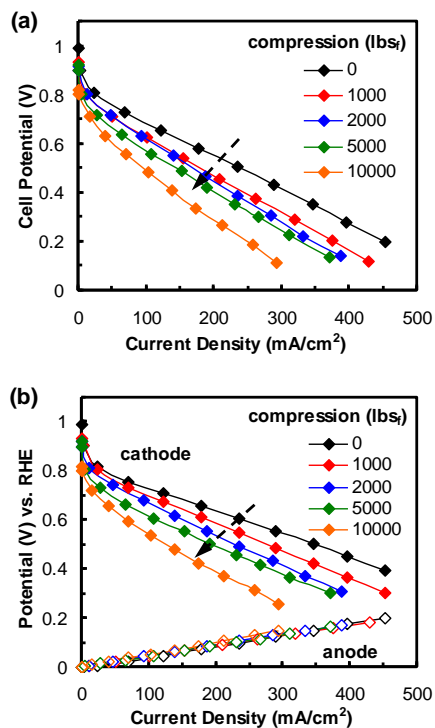 (a)
compression (lbsf)
0
1000
2000
5000
10000
Cell Potential (V)
1
0.8
0.6
0.4
0.2
0
0 100 200 300 400 500
Current Density (mA/cm²)
(b)
compression (lbsf)
0
1000
2000
5000
10000
cathode
anode
Potential (V) vs. RHE
1
0.8
0.6
0.4
0.2
0
0 100 200 300 400 500
Current Density (mA/cm²)